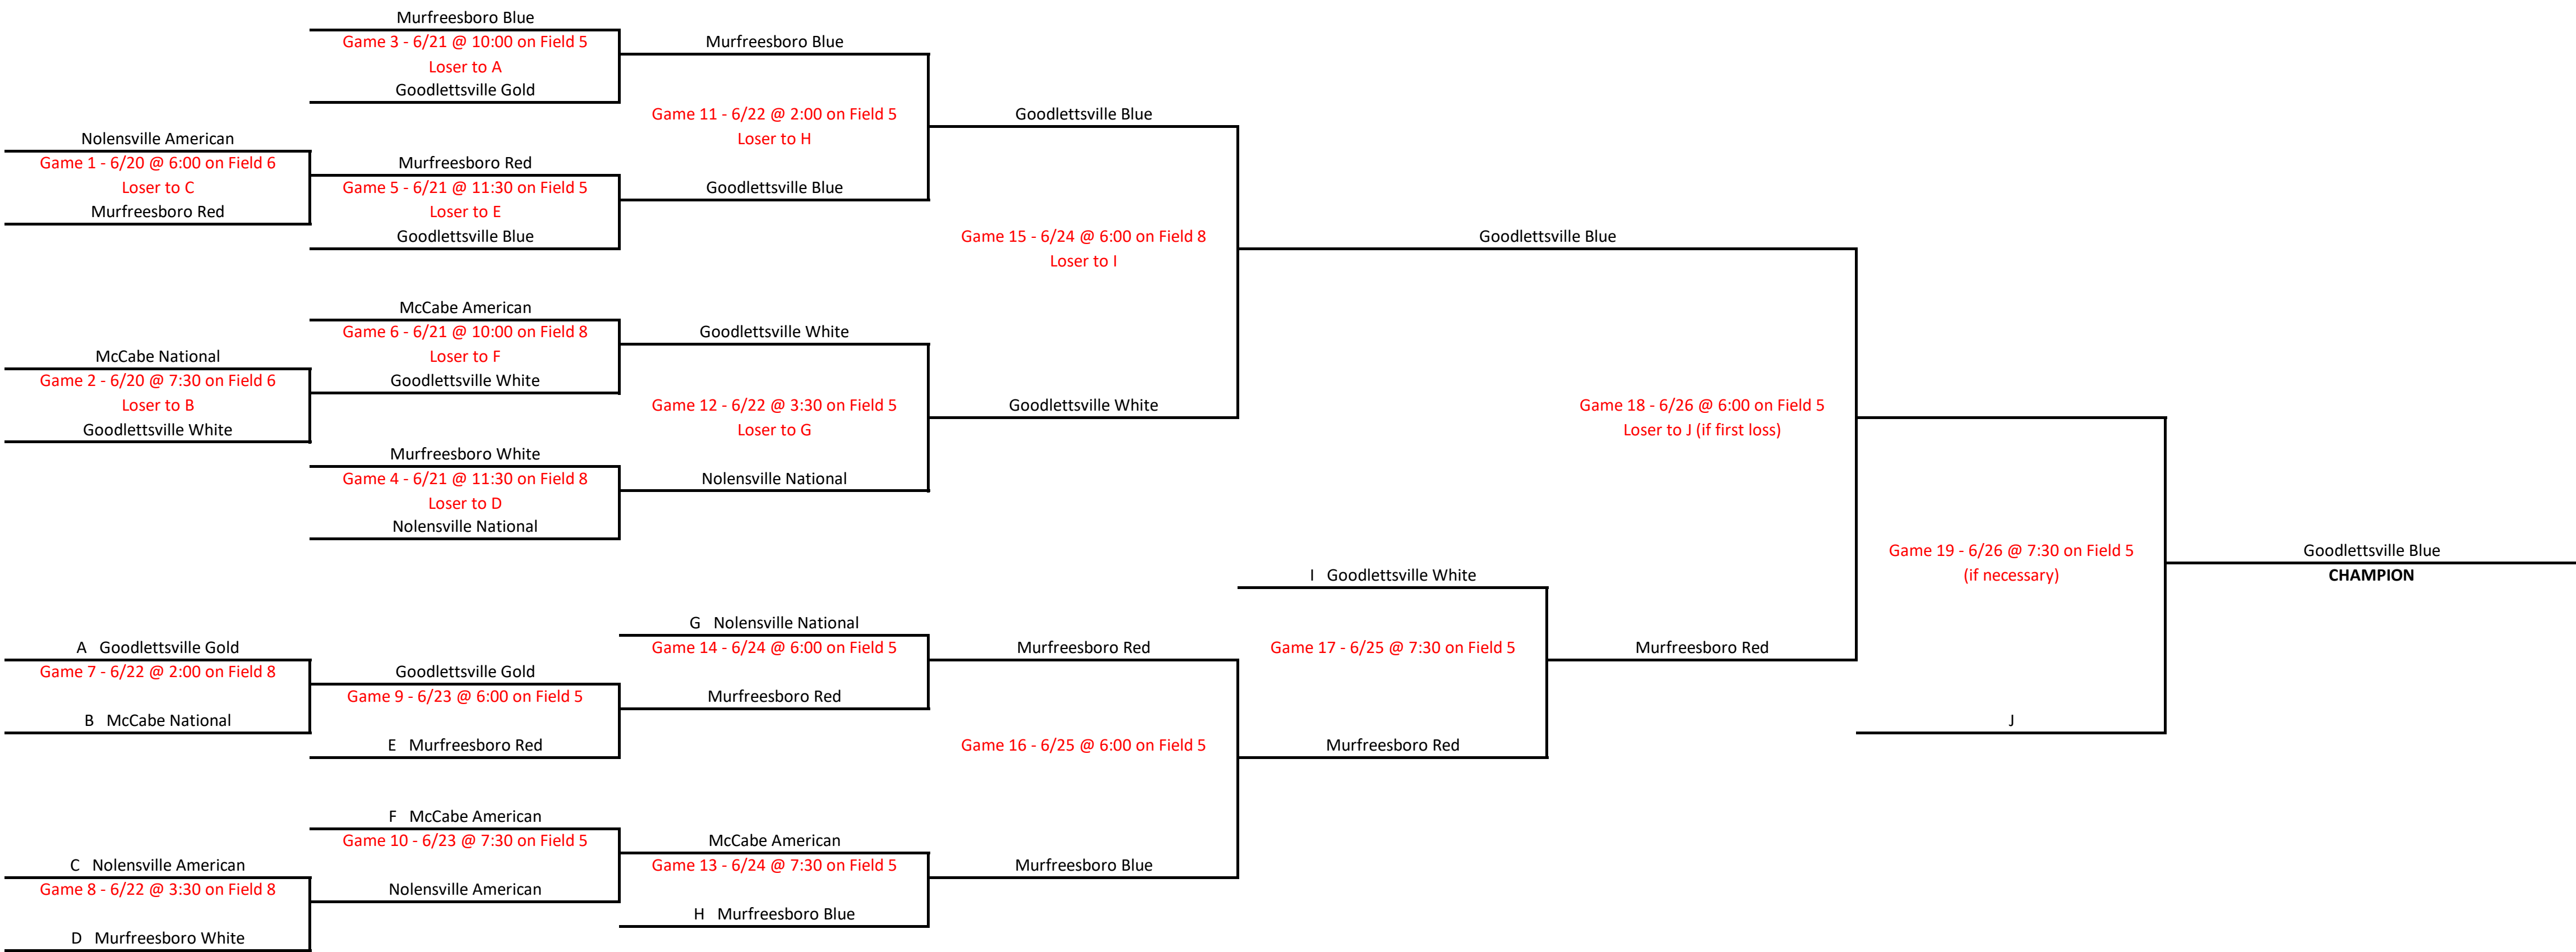 Murfreesboro Blue
Game 3 - 6/21 @ 10:00 on Field 5
Loser to A
Goodlettsville Gold
Murfreesboro Blue
Game 11 - 6/22 @ 2:00 on Field 5
Loser to H
Goodlettsville Blue
Nolensville American
Game 1 - 6/20 @ 6:00 on Field 6
Loser to C
Murfreesboro Red
Murfreesboro Red
Game 5 - 6/21 @ 11:30 on Field 5
Loser to E
Goodlettsville Blue
Goodlettsville Blue
Game 15 - 6/24 @ 6:00 on Field 8
Loser to I
Goodlettsville Blue
McCabe American
Game 6 - 6/21 @ 10:00 on Field 8
Loser to F
Goodlettsville White
Goodlettsville White
McCabe National
Game 2 - 6/20 @ 7:30 on Field 6
Loser to B
Goodlettsville White
Game 12 - 6/22 @ 3:30 on Field 5
Loser to G
Goodlettsville White
Game 18 - 6/26 @ 6:00 on Field 5
Loser to J (if first loss)
Murfreesboro White
Game 4 - 6/21 @ 11:30 on Field 8
Loser to D
Nolensville National
Nolensville National
Game 19 - 6/26 @ 7:30 on Field 5
(if necessary)
Goodlettsville Blue
CHAMPION
I Goodlettsville White
G Nolensville National
Game 14 - 6/24 @ 6:00 on Field 5
Murfreesboro Red
Murfreesboro Red
Game 17 - 6/25 @ 7:30 on Field 5
Murfreesboro Red
A Goodlettsville Gold
Game 7 - 6/22 @ 2:00 on Field 8
B McCabe National
Goodlettsville Gold
Game 9 - 6/23 @ 6:00 on Field 5
E Murfreesboro Red
J
Game 16 - 6/25 @ 6:00 on Field 5
Murfreesboro Red
F McCabe American
Game 10 - 6/23 @ 7:30 on Field 5
Nolensville American
McCabe American
Game 13 - 6/24 @ 7:30 on Field 5
H Murfreesboro Blue
Murfreesboro Blue
C Nolensville American
Game 8 - 6/22 @ 3:30 on Field 8
D Murfreesboro White